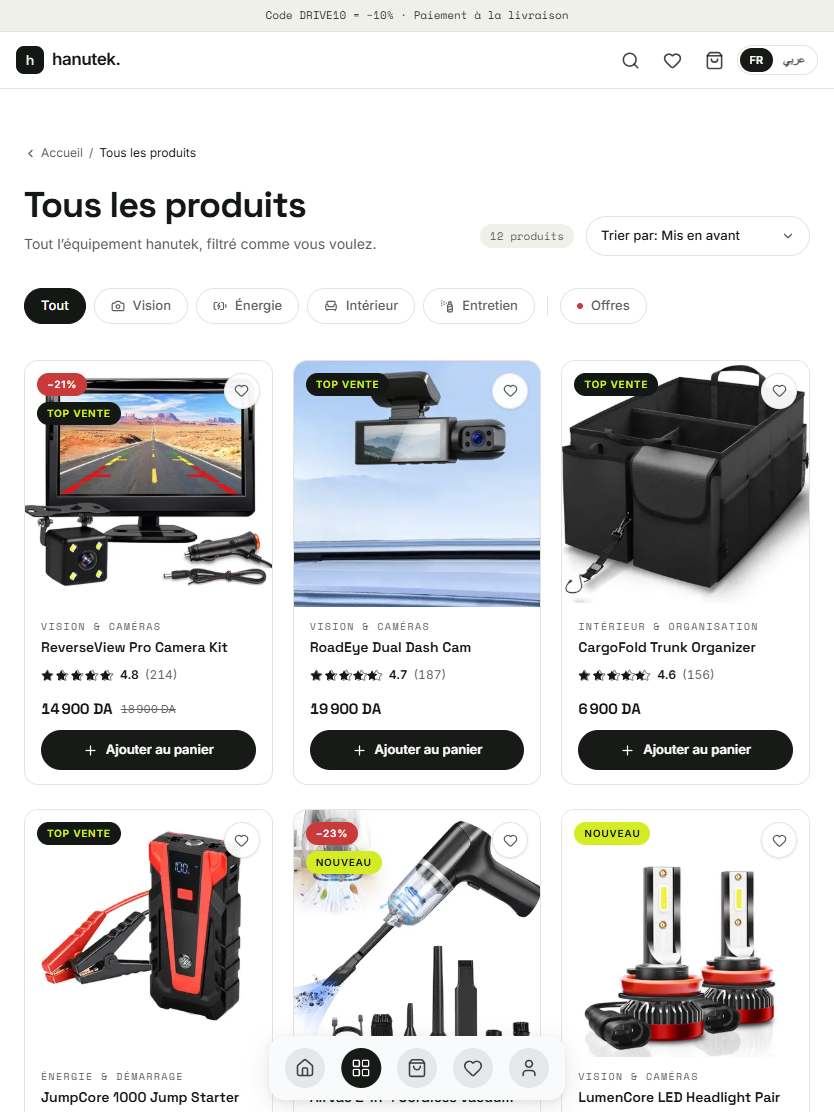 Code DRIVE10 = −10% · Paiement à la livraison
h hanutek.
FR عربي
Accueil / Tous les produits
Tous les produits
Tout l’équipement hanutek, filtré comme vous voulez.
12 produits
Trier par: Mis en avant
Tout Vision Énergie Intérieur Entretien Offres
−21%
TOP VENTE
VISION & CAMÉRAS
ReverseView Pro Camera Kit
4.8 (214)
14 900 DA 18 900 DA
Ajouter au panier
TOP VENTE
VISION & CAMÉRAS
RoadEye Dual Dash Cam
4.7 (187)
19 900 DA
Ajouter au panier
TOP VENTE
INTÉRIEUR & ORGANISATION
CargoFold Trunk Organizer
4.6 (156)
6 900 DA
Ajouter au panier
TOP VENTE
ÉNERGIE & DÉMARRAGE
JumpCore 1000 Jump Starter
−23%
NOUVEAU
NOUVEAU
VISION & CAMÉRAS
LumenCore LED Headlight Pair